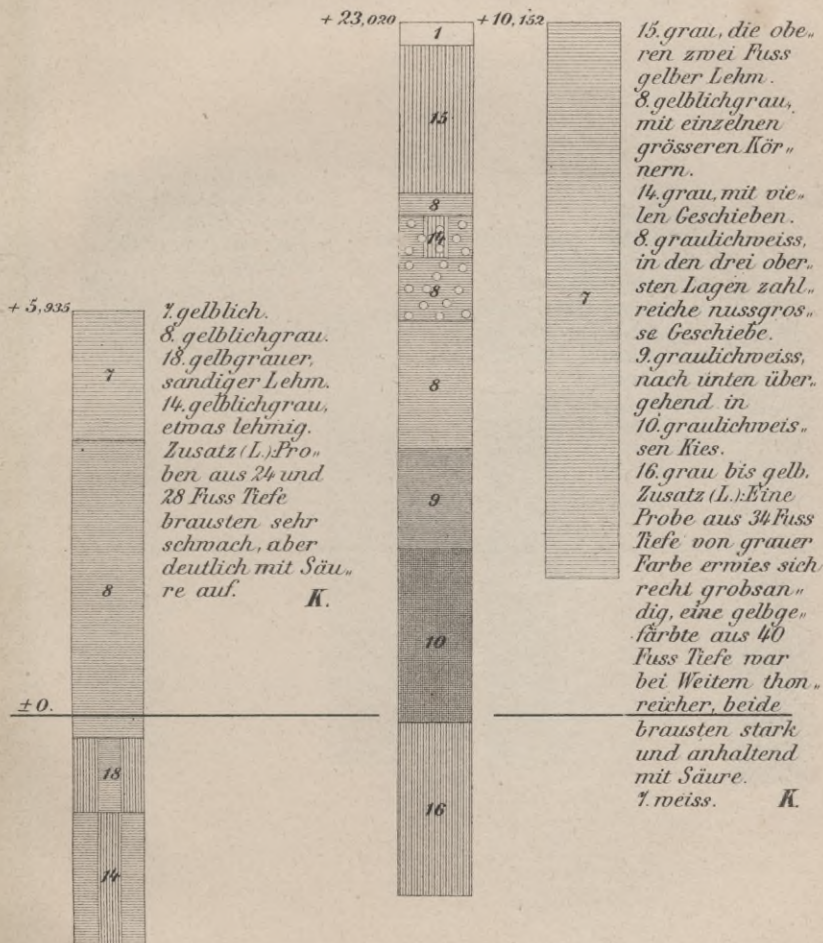 + 5,935
7
8
±0.
18
14
7. gelblich.
8. gelblichgrau.
18. gelbgrauer,
sandiger Lehm.
14. gelblichgrau,
etwas lehmig.
Zusatz (L.): Pro„
ben aus 24 und
28 Fuss Tiefe
brausten sehr
schwach, aber
deutlich mit Säu„
re auf. K.
+ 23,020
1
15
8
14
8
8
9
10
16
+ 10,152
7
15. grau, die obe„
ren zwei Fuss
gelber Lehm.
8. gelblichgrau,
mit einzelnen
grösseren Kör„
nern.
14. grau, mit vie„
len Geschieben.
8. graulichweiss,
in den drei ober„
sten Lagen zahl„
reiche nussgros„
se Geschiebe.
9. graulichweiss,
nach unten über„
gehend in
10. graulichweis„
sen Kies.
16. grau bis gelb.
Zusatz (L.): Eine
Probe aus 34 Fuss
Tiefe von grauer
Farbe erwies sich
recht grobsan„
dig, eine gelbge„
färbte aus 40
Fuss Tiefe war
bei Weitem thon„
reicher, beide
brausten stark
und anhaltend
mit Säure.
7. weiss. K.